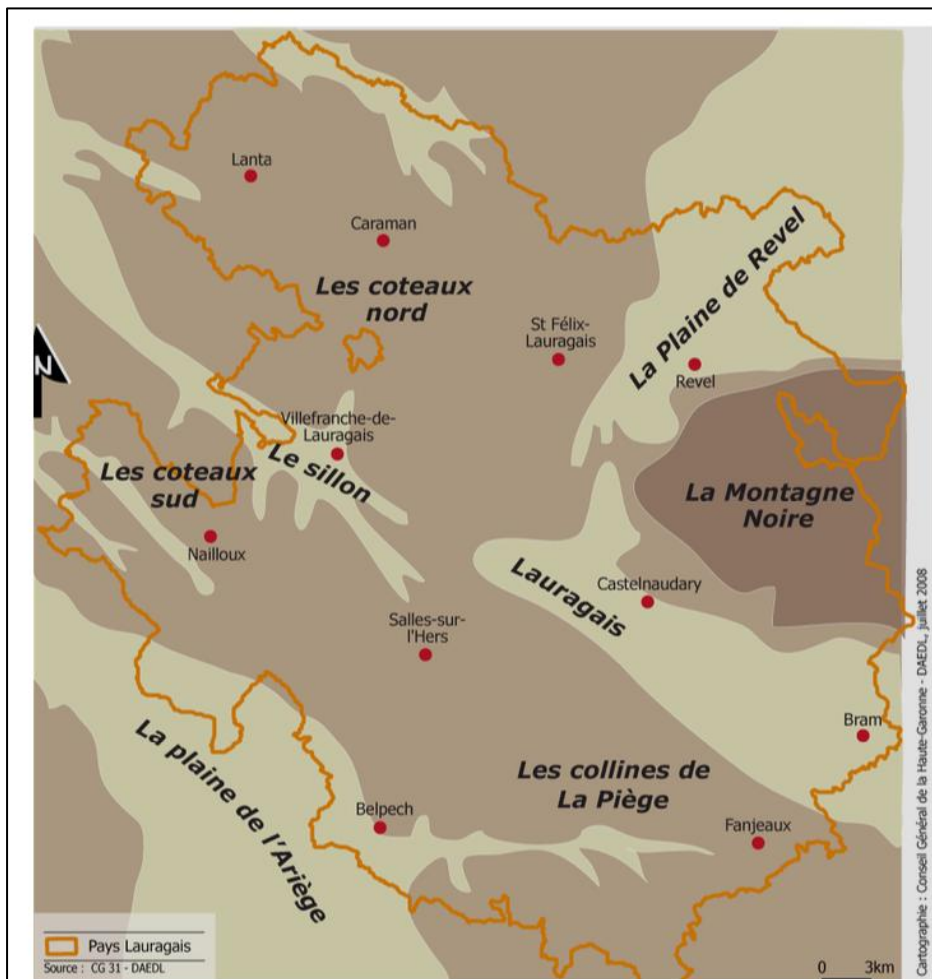 Lanta
Caraman
Les coteaux
nord
St Félix-
Lauragais
La Plaine de Revel
Revel
Villefranche-de-
Lauragais
Le sillon
Les coteaux
sud
Nailloux
La Montagne
Noire
Lauragais
Castelnaudary
Salles-sur-
l'Hers
Bram
La plaine de l'Ariège
Les collines de
La Piège
Belpech
Fanjeaux
N
Pays Lauragais
Source : CG 31 - DAEDL
0 3km
Cartographie : Conseil Général de la Haute-Garonne - DAEDL, juillet 2008